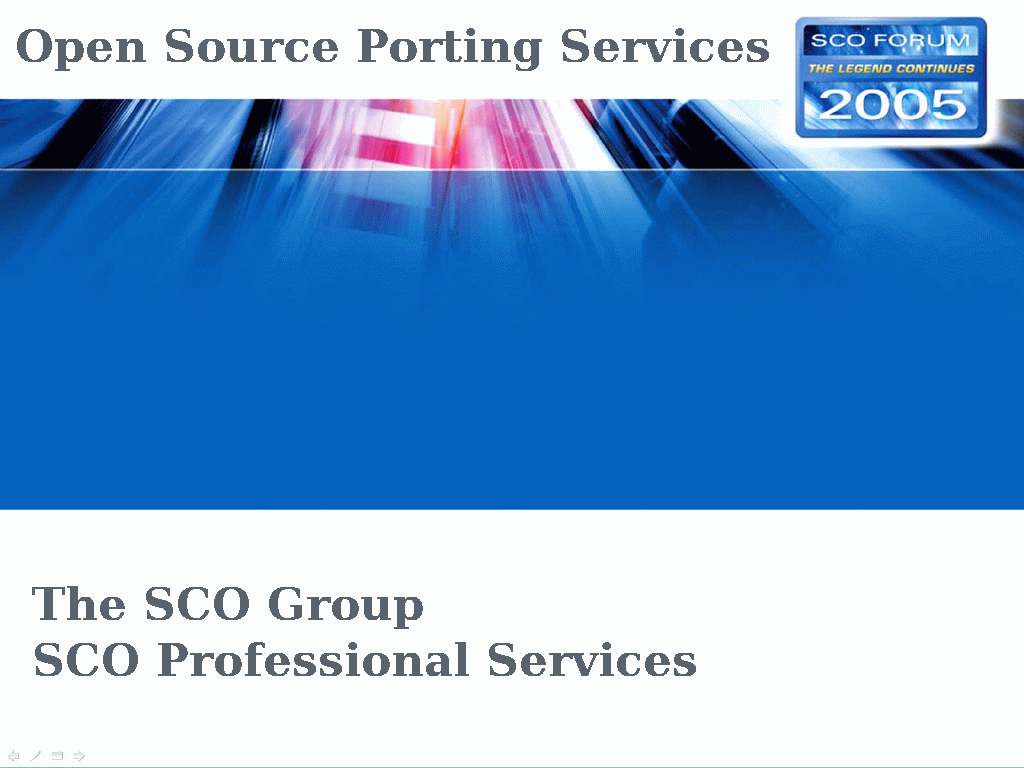 Open Source Porting Services
SCO FORUM
THE LEGEND CONTINUES
2005
The SCO Group
SCO Professional Services